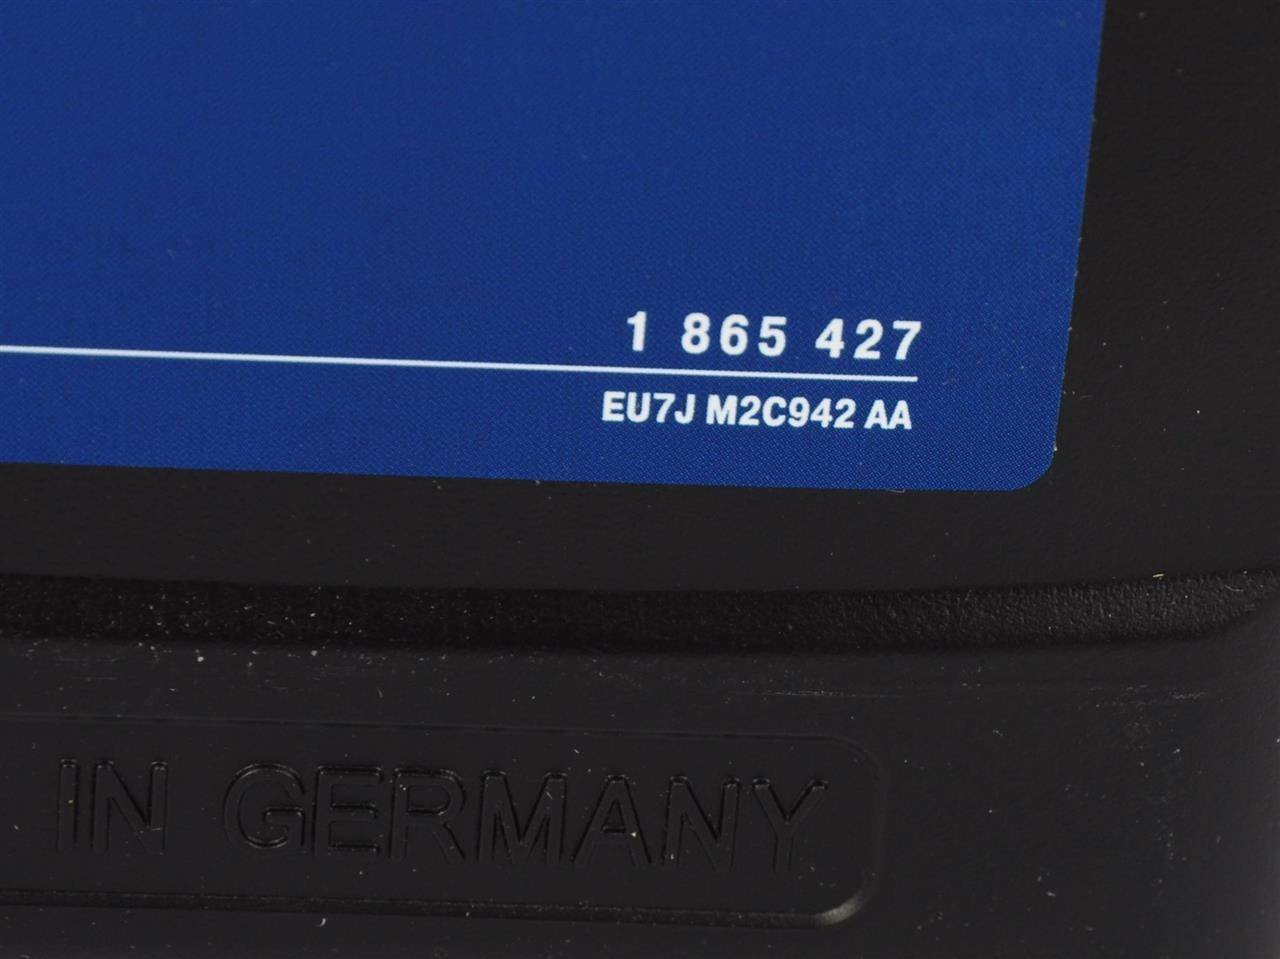 1 865 427
EU7J M2C942 AA
IN GERMANY